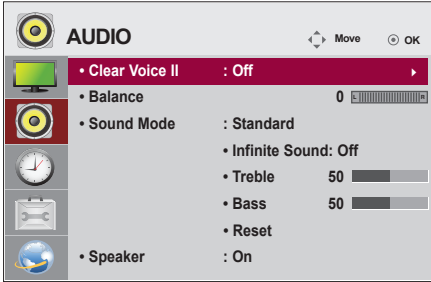 AUDIO Move OK
• Clear Voice II : Off
• Balance 0 L R
• Sound Mode : Standard
• Infinite Sound: Off
• Treble 50
• Bass 50
• Reset
• Speaker : On